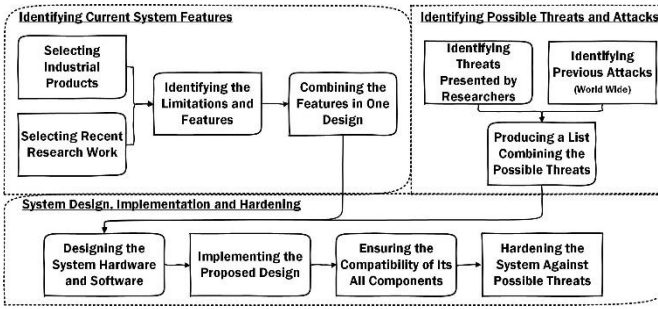 Identifying Current System Features
Selecting
Industrial
Products
Selecting Recent
Research Work
Identifying the
Limitations and
Features
Combining the
Features in One
Design
Identifying Possible Threats and Attacks
Identifying
Threats
Presented by
Researchers
Identifying
Previous Attacks
(World Wide)
Producing a List
Combining the
Possible Threats
System Design, Implementation and Hardening
Designing the
System Hardware
and Software
Implementing the
Proposed Design
Ensuring the
Compatibility of Its
All Components
Hardening the
System Against
Possible Threats